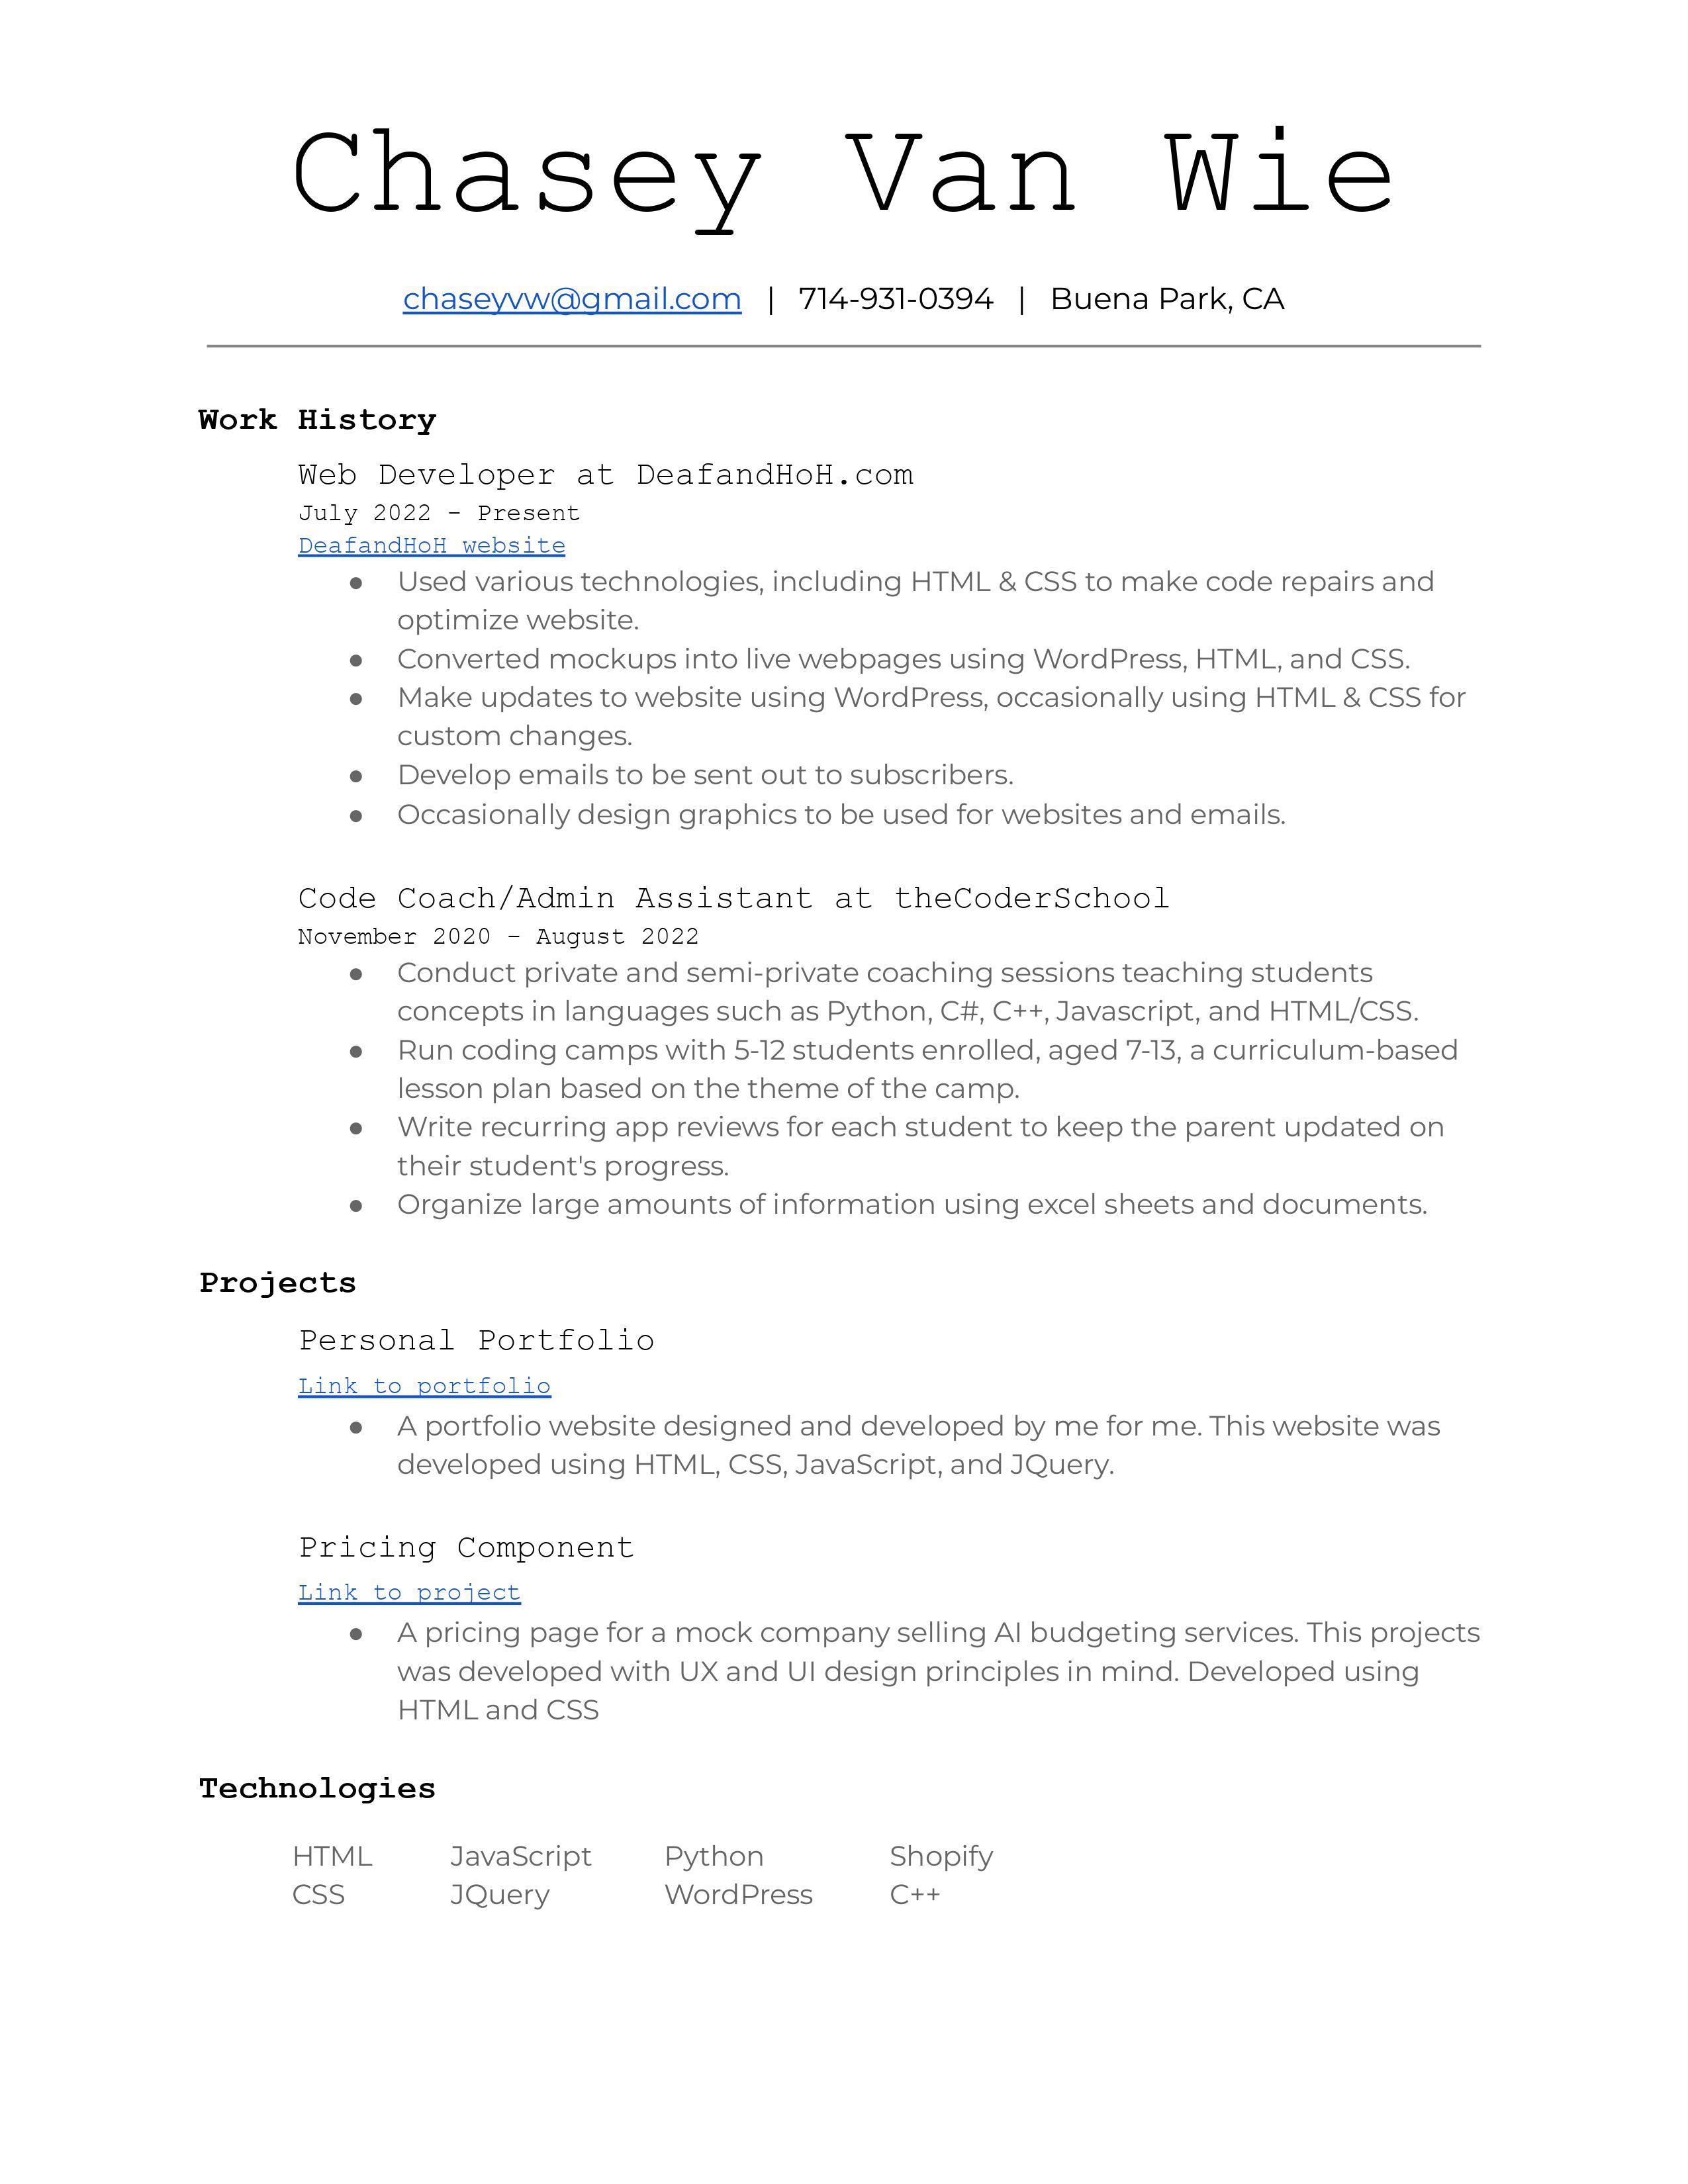 Chasey Van Wie
chaseyvw@gmail.com | 714-931-0394 | Buena Park, CA
Work History
Web Developer at DeafandHoH.com
July 2022 - Present
DeafandHoH website
● Used various technologies, including HTML & CSS to make code repairs and
optimize website.
● Converted mockups into live webpages using WordPress, HTML, and CSS.
● Make updates to website using WordPress, occasionally using HTML & CSS for
custom changes.
● Develop emails to be sent out to subscribers.
● Occasionally design graphics to be used for websites and emails.
Code Coach/Admin Assistant at theCoderSchool
November 2020 - August 2022
● Conduct private and semi-private coaching sessions teaching students
concepts in languages such as Python, C#, C++, Javascript, and HTML/CSS.
● Run coding camps with 5-12 students enrolled, aged 7-13, a curriculum-based
lesson plan based on the theme of the camp.
● Write recurring app reviews for each student to keep the parent updated on
their student's progress.
● Organize large amounts of information using excel sheets and documents.
Projects
Personal Portfolio
Link to portfolio
● A portfolio website designed and developed by me for me. This website was
developed using HTML, CSS, JavaScript, and JQuery.
Pricing Component
Link to project
● A pricing page for a mock company selling AI budgeting services. This projects
was developed with UX and UI design principles in mind. Developed using
HTML and CSS
Technologies
HTML JavaScript Python Shopify
CSS JQuery WordPress C++